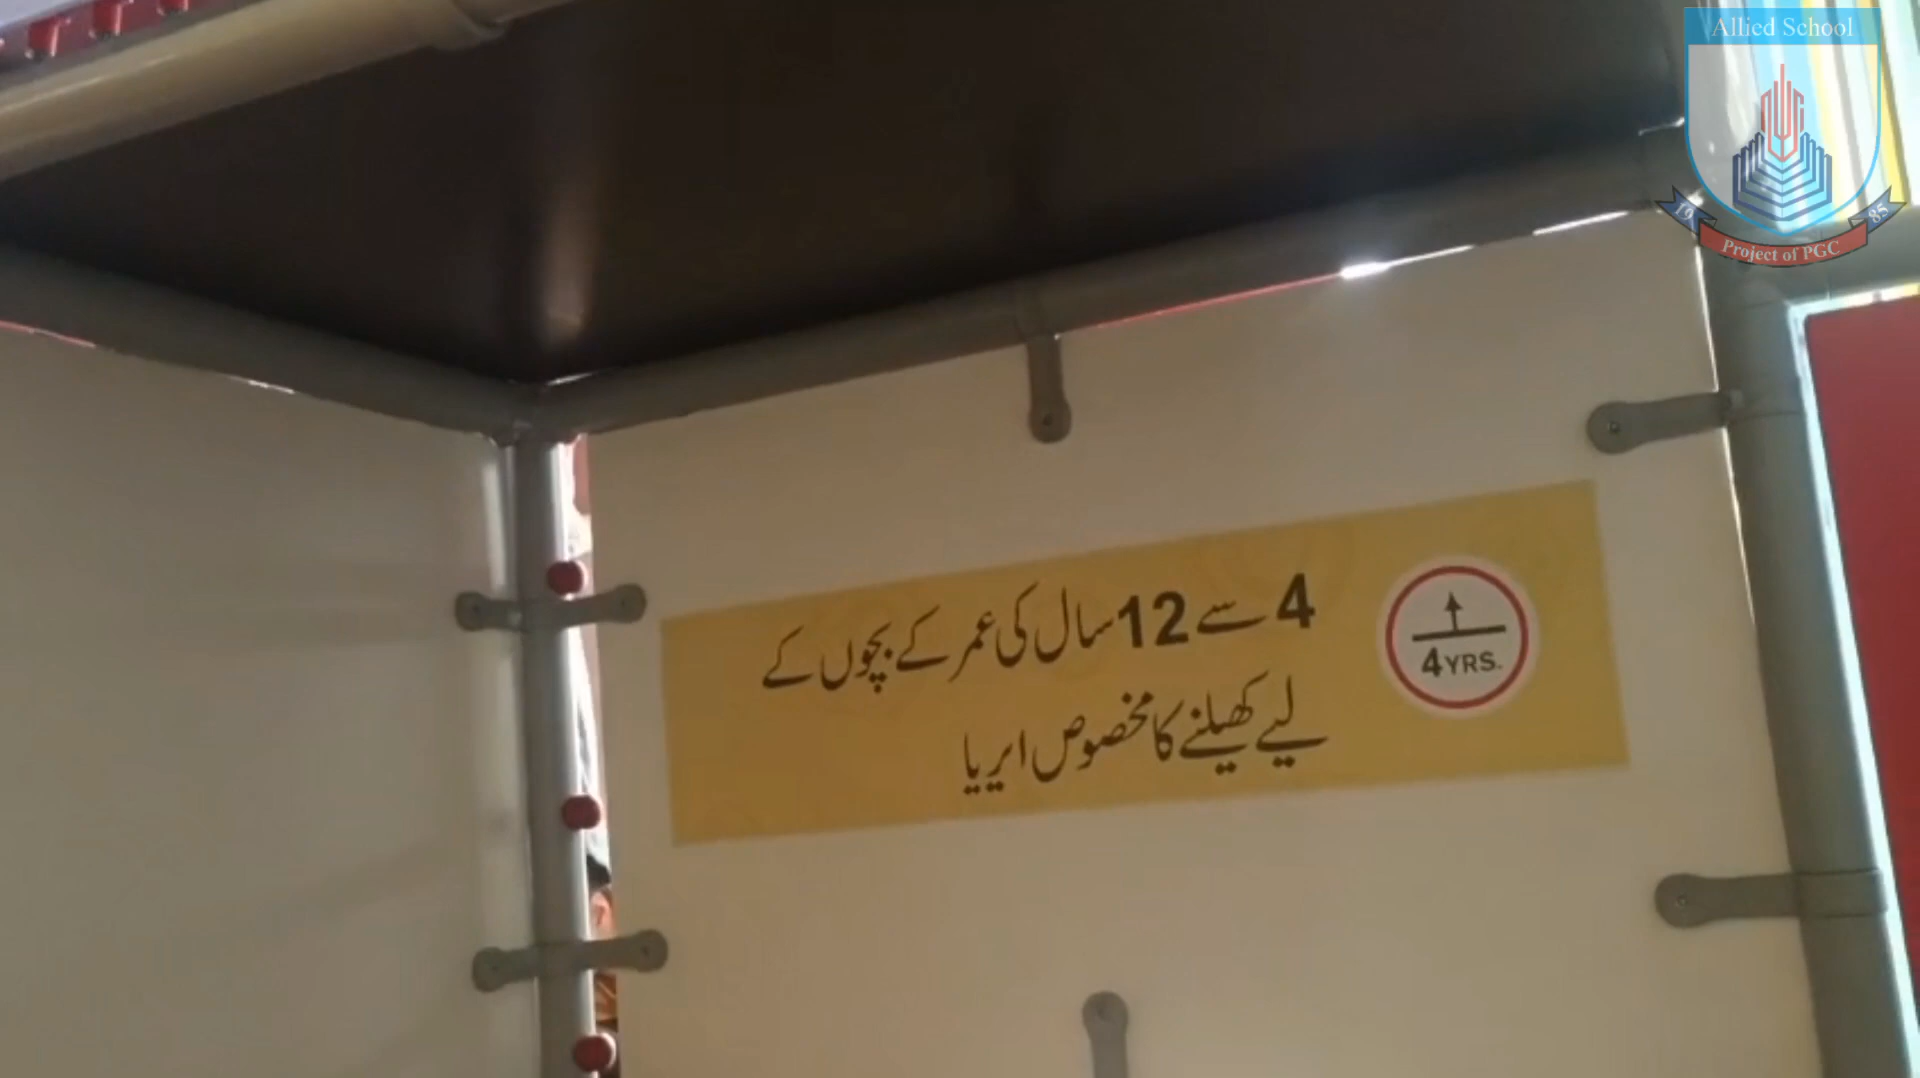 Allied School
19 85
Project of PGC
4 سے 12 سال کی عمر کے بچوں کے
لیے کھیلنے کا مخصوص ایریا
4YRS.